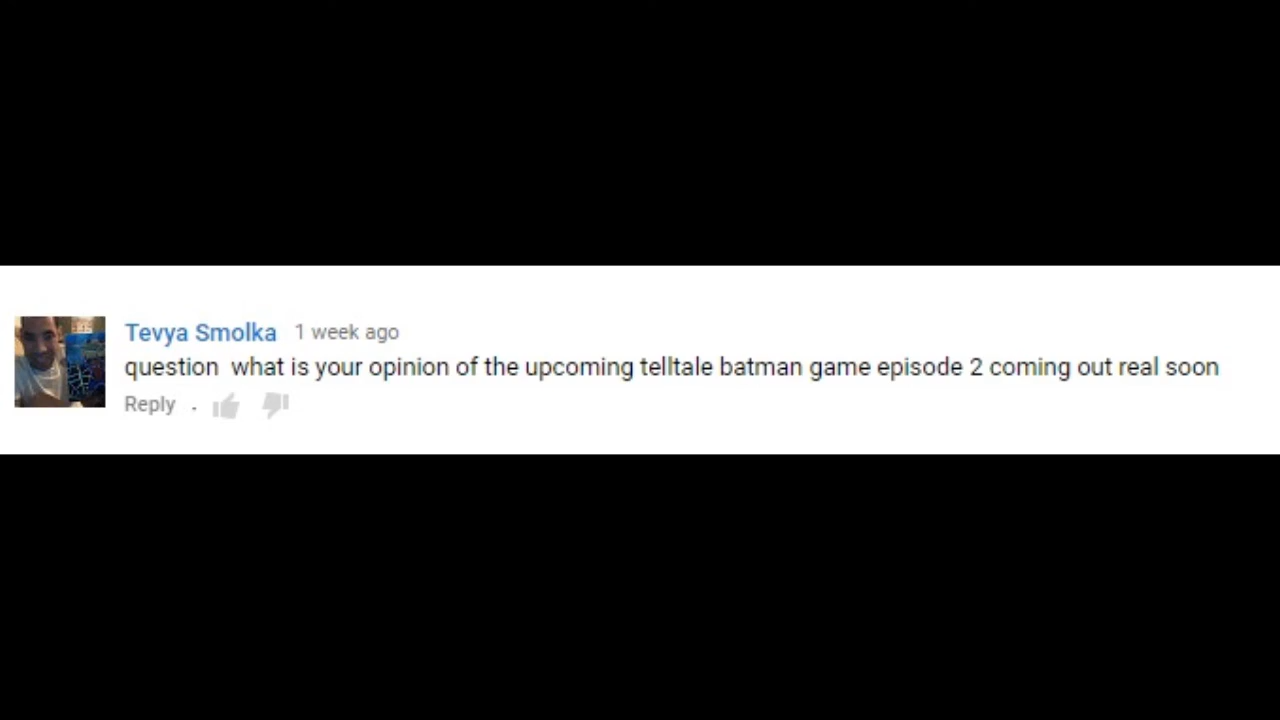 Tevya Smolka 1 week ago
question  what is your opinion of the upcoming telltale batman game episode 2 coming out real soon
Reply .